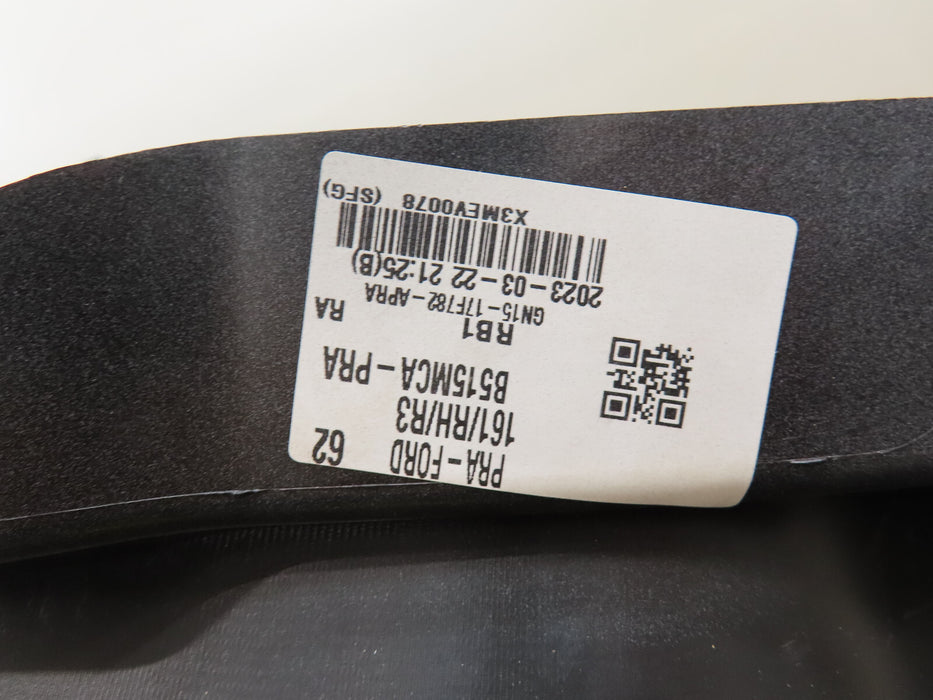 PRA-FORD 62
161/RH/R3
B515MCA-PRA
RB1 RA
GN15-17F782-APRA
2023-03-22 21:25(B)
X3MEV0078 (SFG)